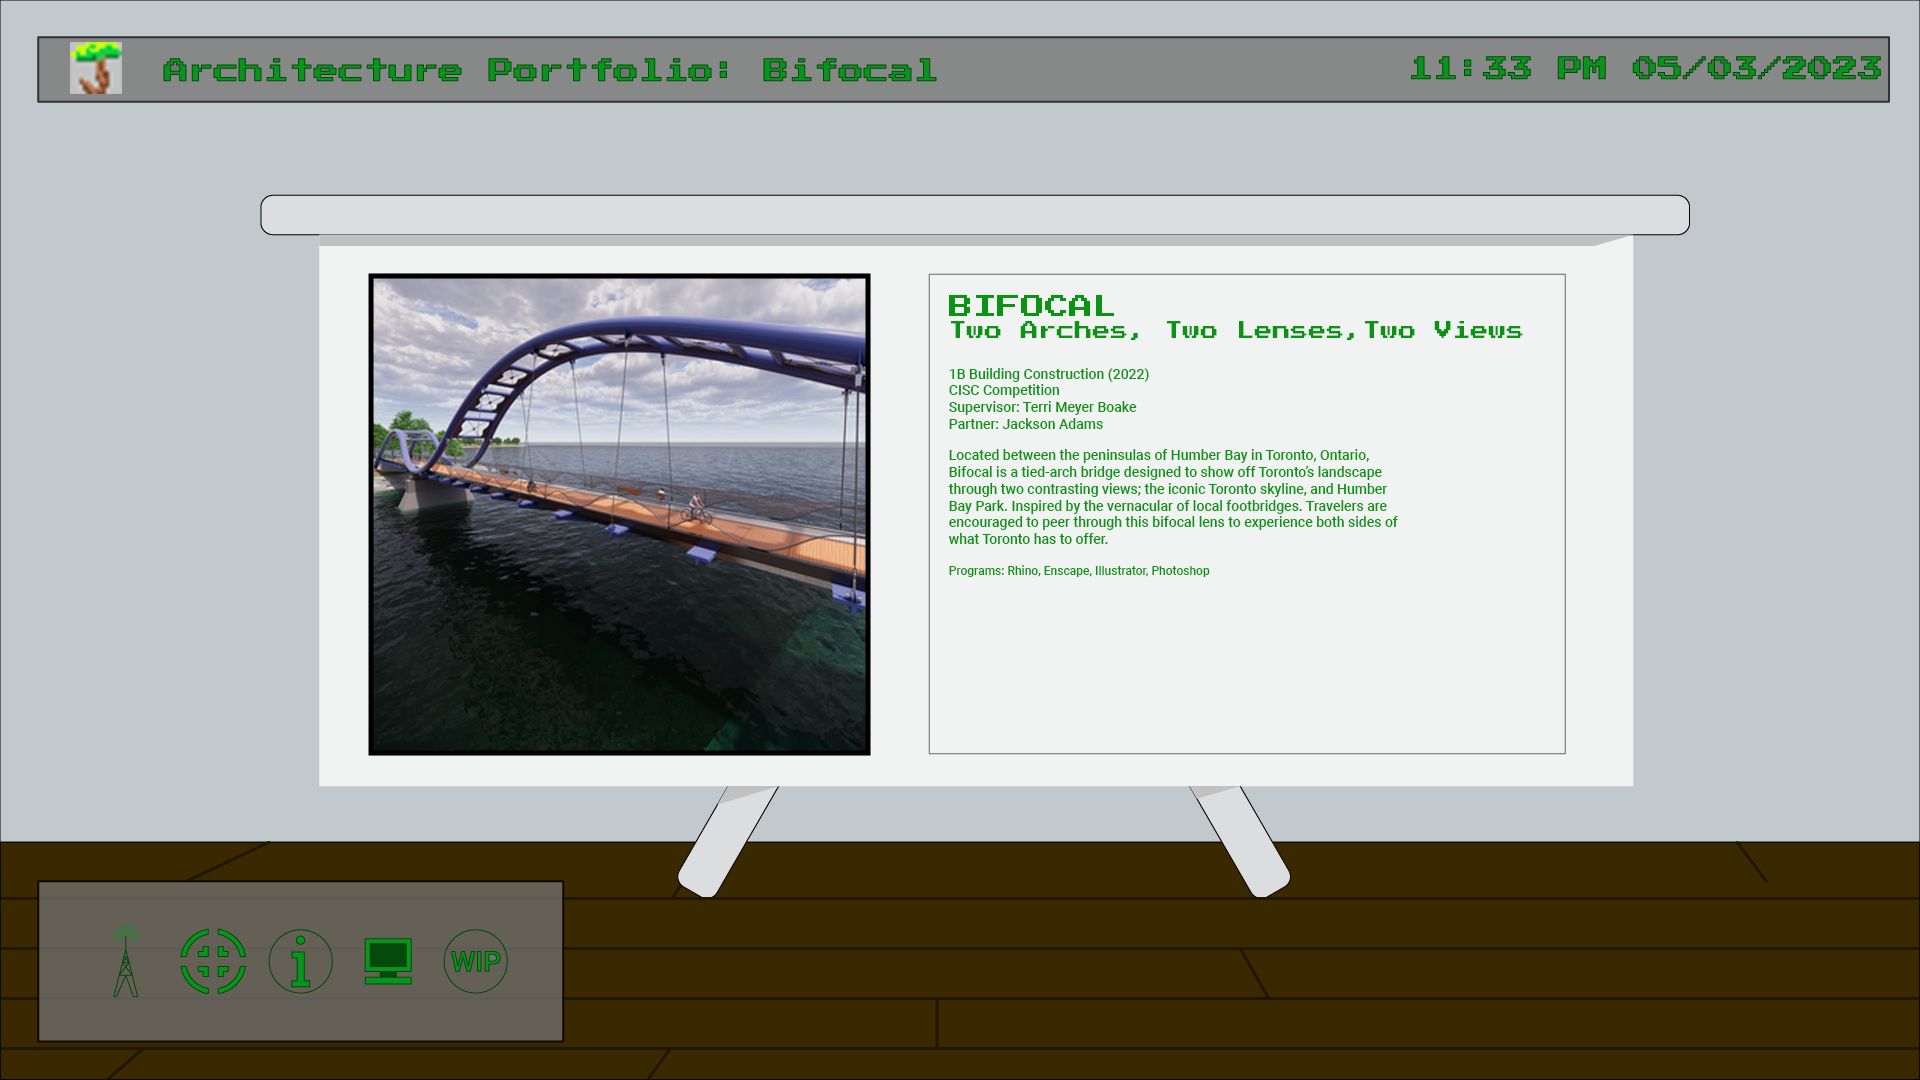 Architecture Portfolio: Bifocal
11:33 PM 05/03/2023
BIFOCAL
Two Arches, Two Lenses,Two Views
1B Building Construction (2022)
CISC Competition
Supervisor: Terri Meyer Boake
Partner: Jackson Adams
Located between the peninsulas of Humber Bay in Toronto, Ontario,
Bifocal is a tied-arch bridge designed to show off Toronto's landscape
through two contrasting views; the iconic Toronto skyline, and Humber
Bay Park. Inspired by the vernacular of local footbridges. Travelers are
encouraged to peer through this bifocal lens to experience both sides of
what Toronto has to offer.
Programs: Rhino, Enscape, Illustrator, Photoshop
i
WIP